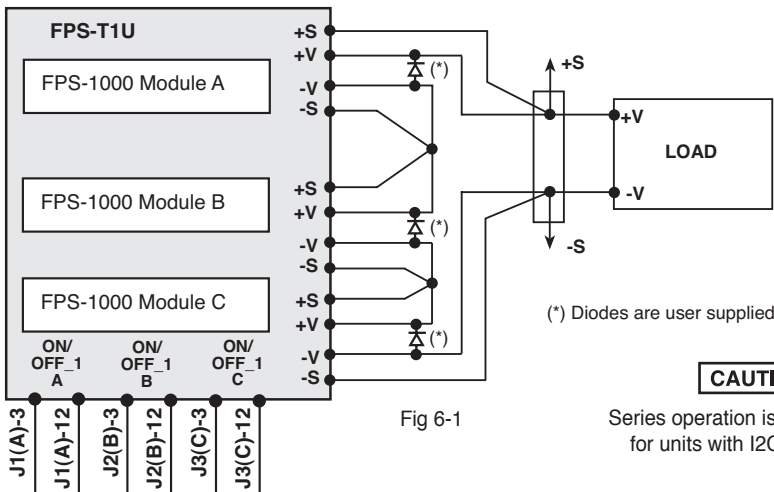 FPS-T1U
FPS-1000 Module A
FPS-1000 Module B
FPS-1000 Module C
+S
+V
-V
-S
+S
+V
-V
-S
+S
+V
-V
-S
(*)
(*)
(*)
+S
-S
+V
-V
LOAD
(*) Diodes are user supplied
ON/
OFF_1
A
ON/
OFF_1
B
ON/
OFF_1
C
J1(A)-3
J1(A)-12
J2(B)-3
J2(B)-12
J3(C)-3
J3(C)-12
Fig 6-1
Series operation is
for units with I2